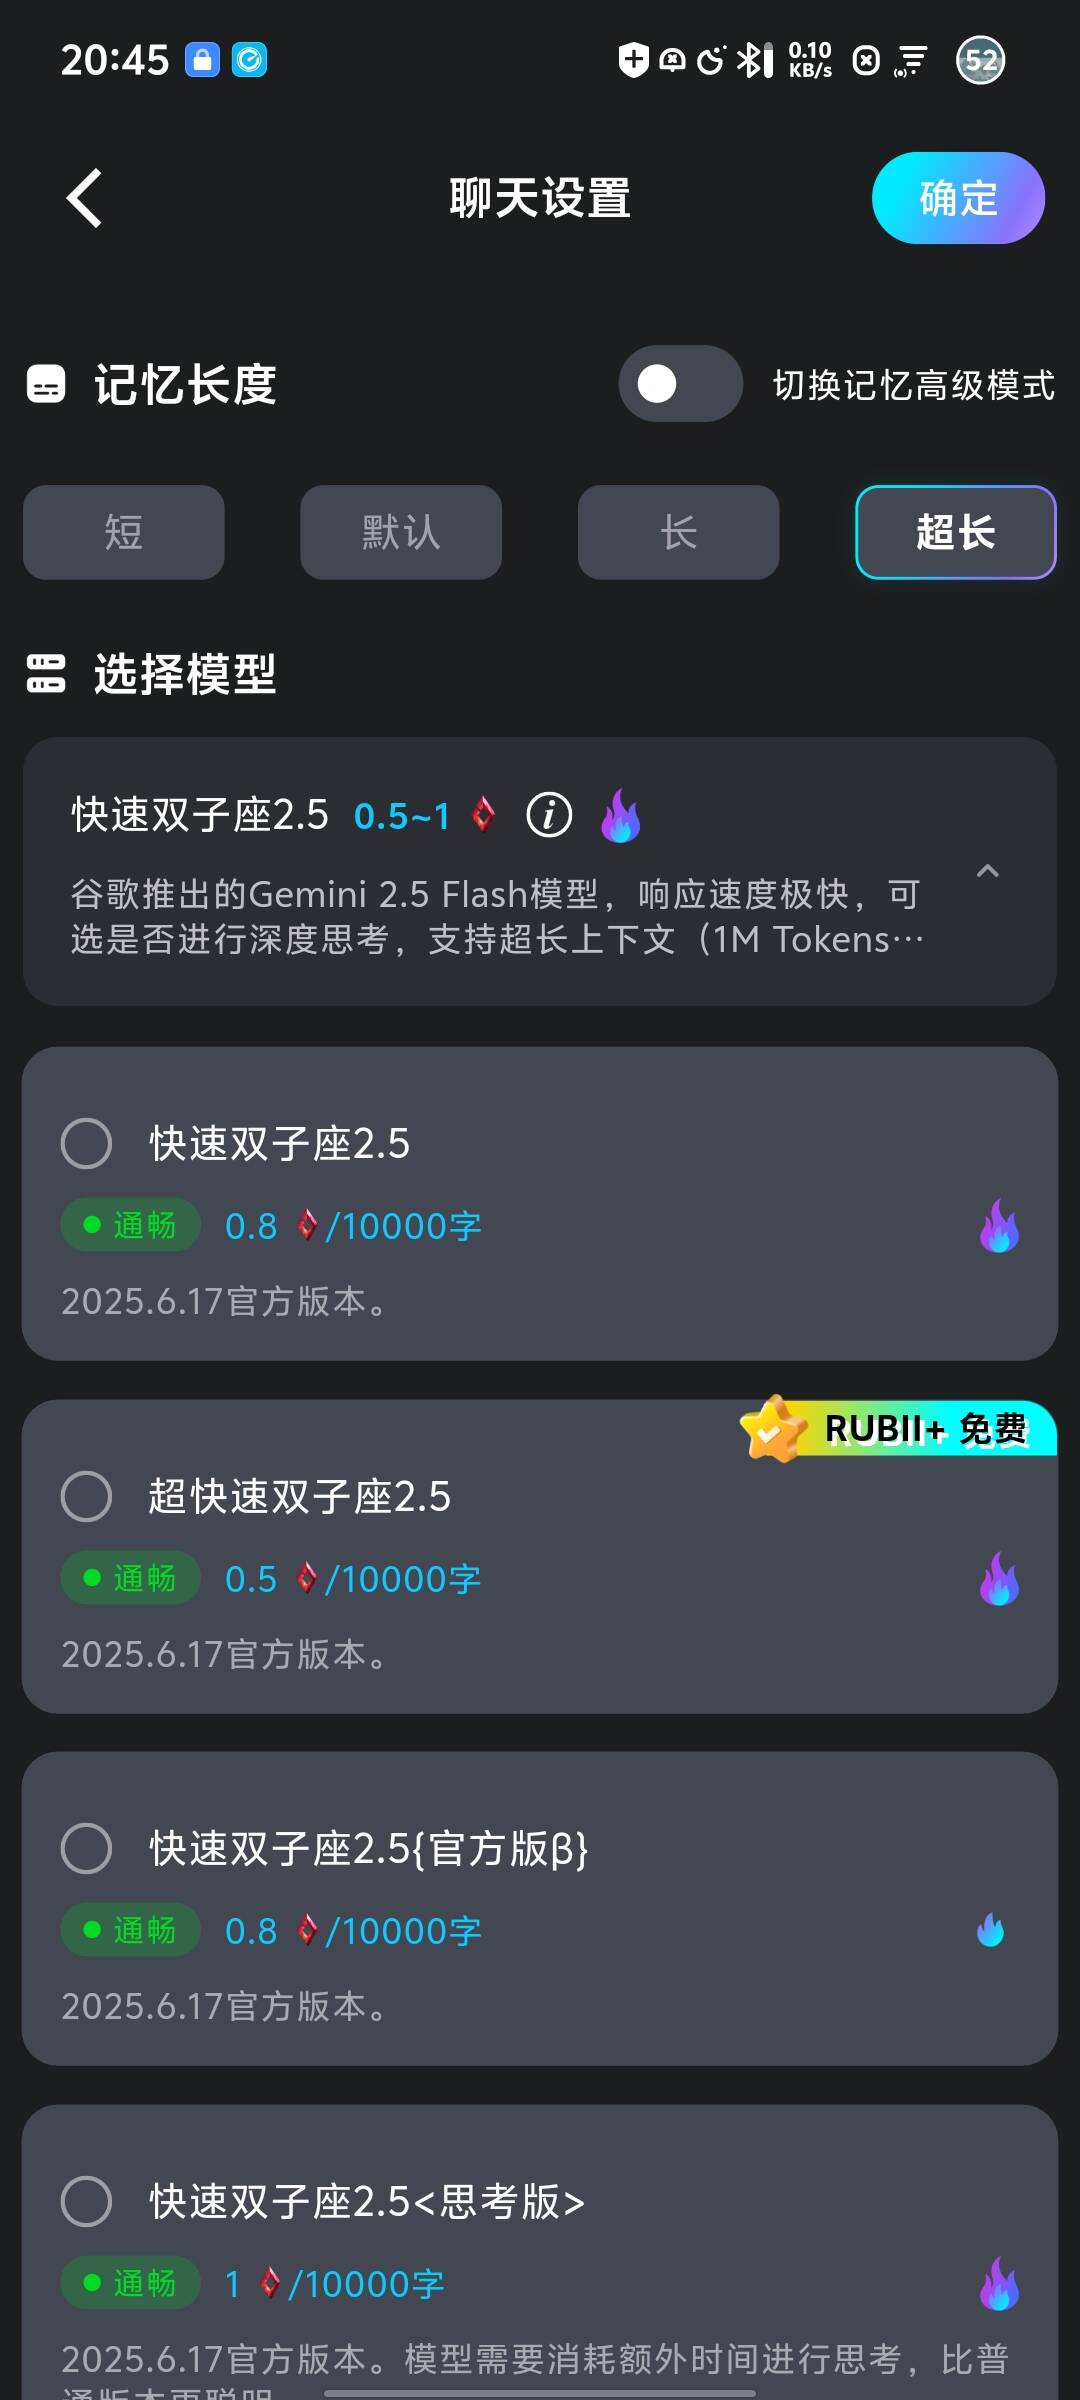 20:45
0.10
KB/s
52
聊天设置
确定
记忆长度
切换记忆高级模式
短
默认
长
超长
选择模型
快速双子座2.5 0.5~1
谷歌推出的Gemini 2.5 Flash模型，响应速度极快，可
选是否进行深度思考，支持超长上下文（1M Tokens…
快速双子座2.5
通畅 0.8 /10000字
2025.6.17官方版本。
RUBII+ 免费
超快速双子座2.5
通畅 0.5 /10000字
2025.6.17官方版本。
快速双子座2.5{官方版β}
通畅 0.8 /10000字
2025.6.17官方版本。
快速双子座2.5<思考版>
通畅 1 /10000字
2025.6.17官方版本。模型需要消耗额外时间进行思考，比普
通版本更聪明